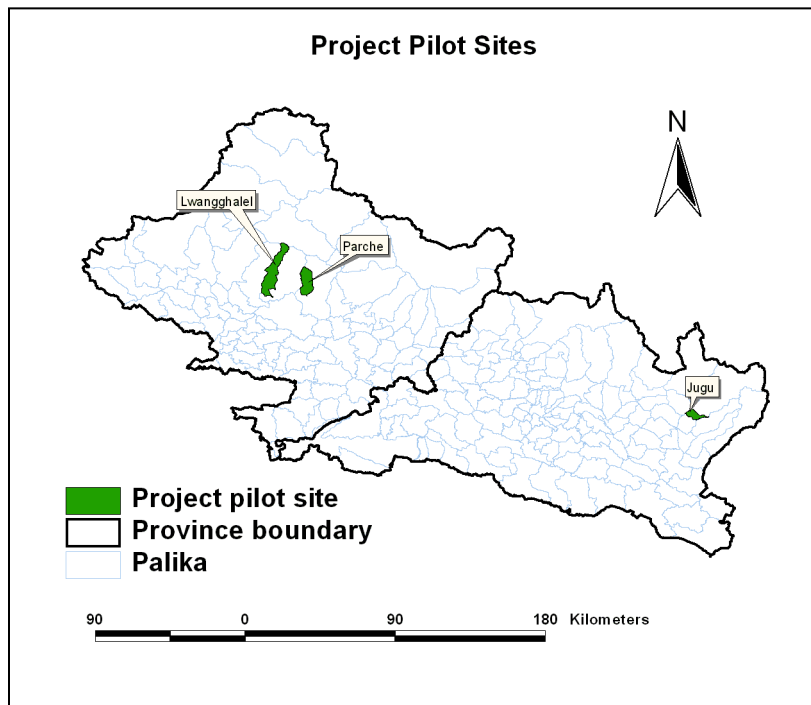 Project Pilot Sites
N
Lwangghalel
Parche
Jugu
Project pilot site
Province boundary
Palika
90 0 90 180 Kilometers